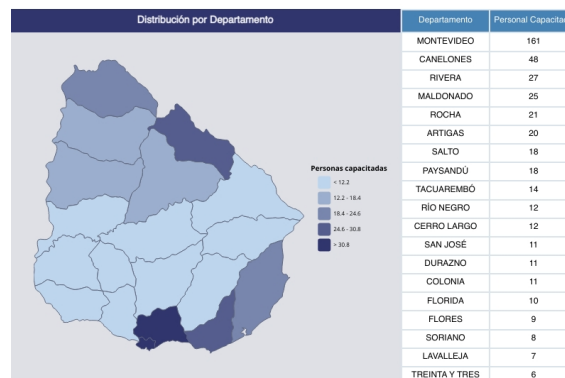 Distribución por Departamento
Personas capacitadas
< 12.2
12.2 - 18.4
18.4 - 24.6
24.6 - 30.8
> 30.8
Departamento Personal Capacitad
MONTEVIDEO 161
CANELONES 48
RIVERA 27
MALDONADO 25
ROCHA 21
ARTIGAS 20
SALTO 18
PAYSANDÚ 18
TACUAREMBÓ 14
RÍO NEGRO 12
CERRO LARGO 12
SAN JOSÉ 11
DURAZNO 11
COLONIA 11
FLORIDA 10
FLORES 9
SORIANO 8
LAVALLEJA 7
TREINTA Y TRES 6